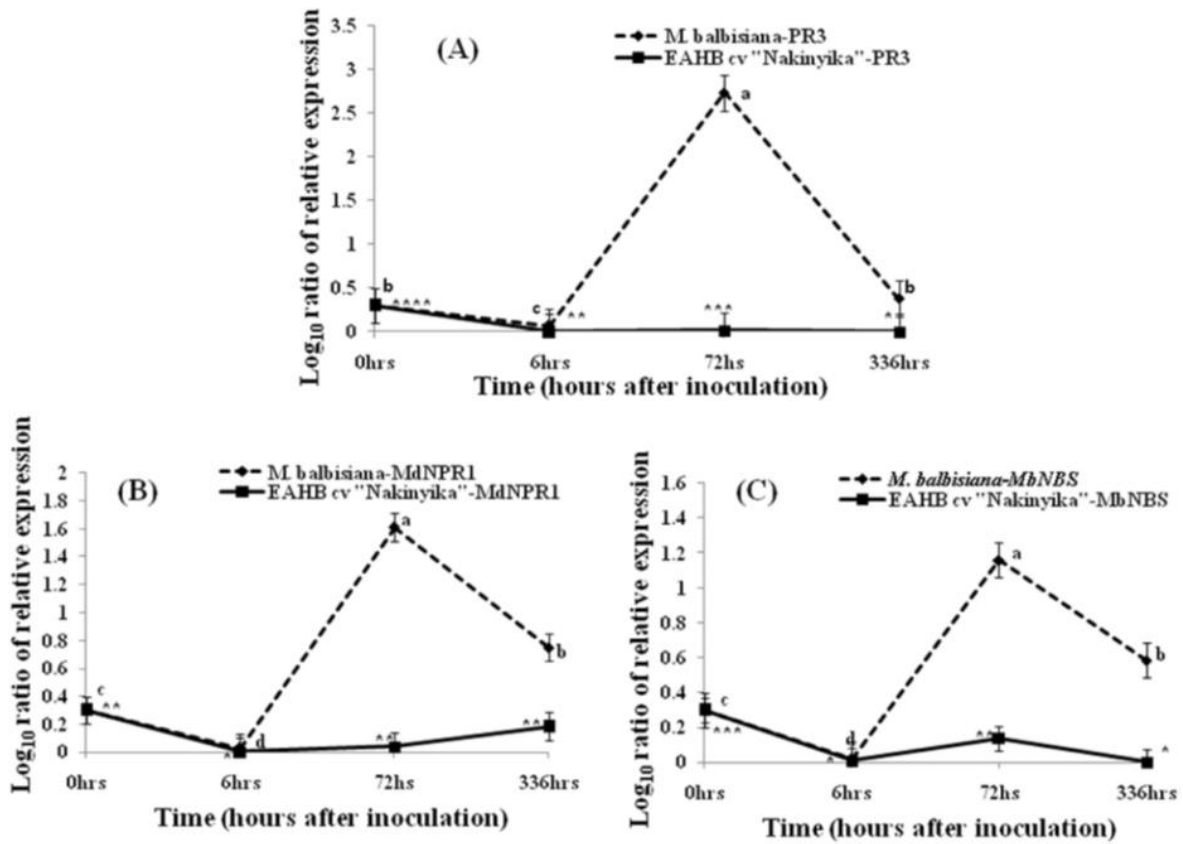 (A)
M. balbisiana-PR3
EAHB cv "Nakinyika"-PR3
Log10 ratio of relative expression
3.5
3
2.5
2
1.5
1
0.5
0
a
b
^^^^
c
^^
^^^
b
0hrs 6hrs 72hs 336hrs
Time (hours after inoculation)
(B)
M. balbisiana-MdNPR1
EAHB cv "Nakinyika"-MdNPR1
Log10 ratio of relative expression
2
1.8
1.6
1.4
1.2
1
0.8
0.6
0.4
0.2
0
a
b
c
^^
d
^^
^^
0hrs 6hrs 72hs 336hrs
Time (hours after inoculation)
(C)
M. balbisiana-MbNBS
EAHB cv "Nakinyika"-MbNBS
Log10 ratio of relative expression
1.6
1.4
1.2
1
0.8
0.6
0.4
0.2
0
a
b
c
^^^
d
^
^^
^
0hrs 6hrs 72hs 336hrs
Time (hours after inoculation)